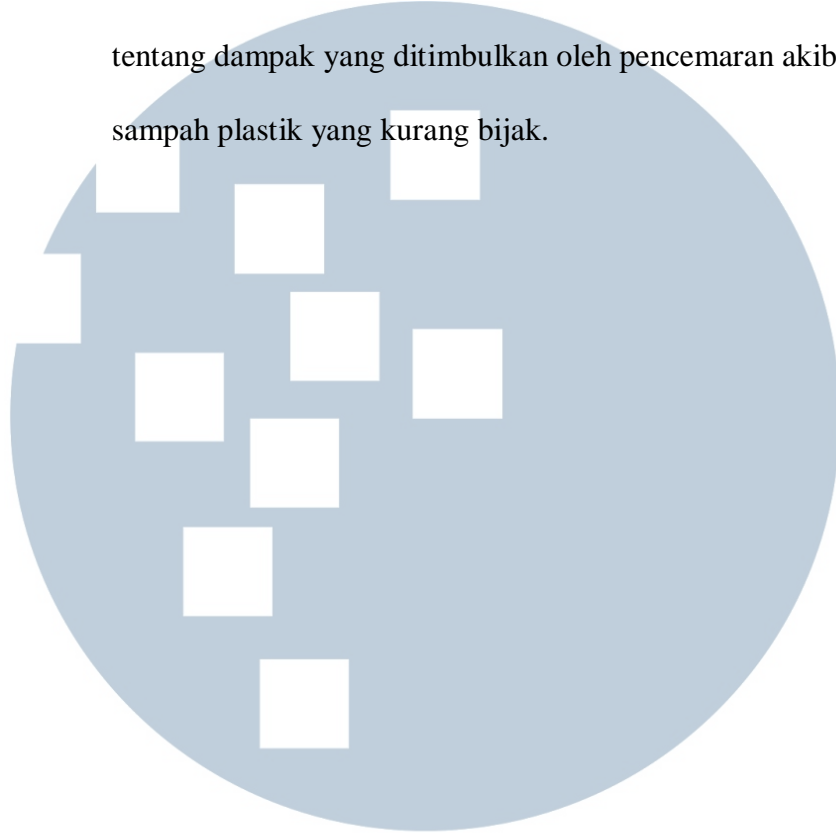 tentang dampak yang ditimbulkan oleh pencemaran akib
sampah plastik yang kurang bijak.